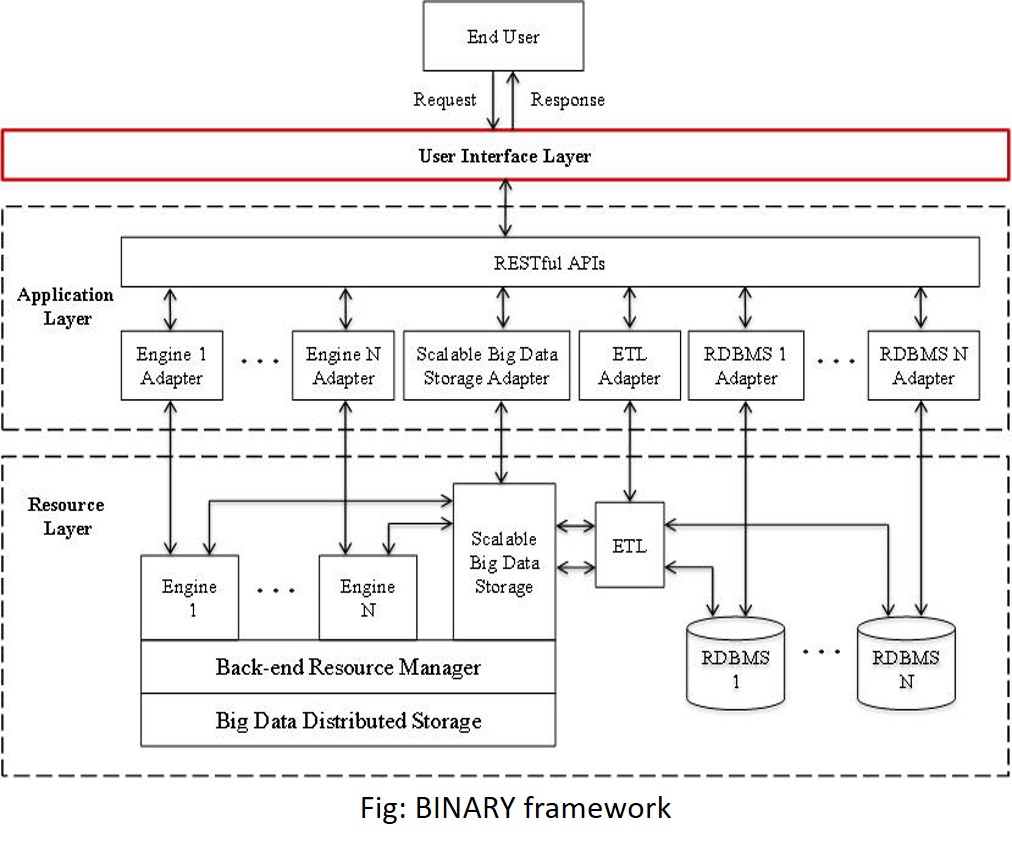 End User
Request
Response
User Interface Layer
RESTful APIs
Application
Layer
Engine 1
Adapter
. . .
Engine N
Adapter
Scalable Big Data
Storage Adapter
ETL
Adapter
RDBMS 1
Adapter
. . .
RDBMS N
Adapter
Resource
Layer
Scalable
Big Data
Storage
ETL
Engine
1
. . .
Engine
N
RDBMS
1
. . .
RDBMS
N
Back-end Resource Manager
Big Data Distributed Storage
Fig: BINARY framework